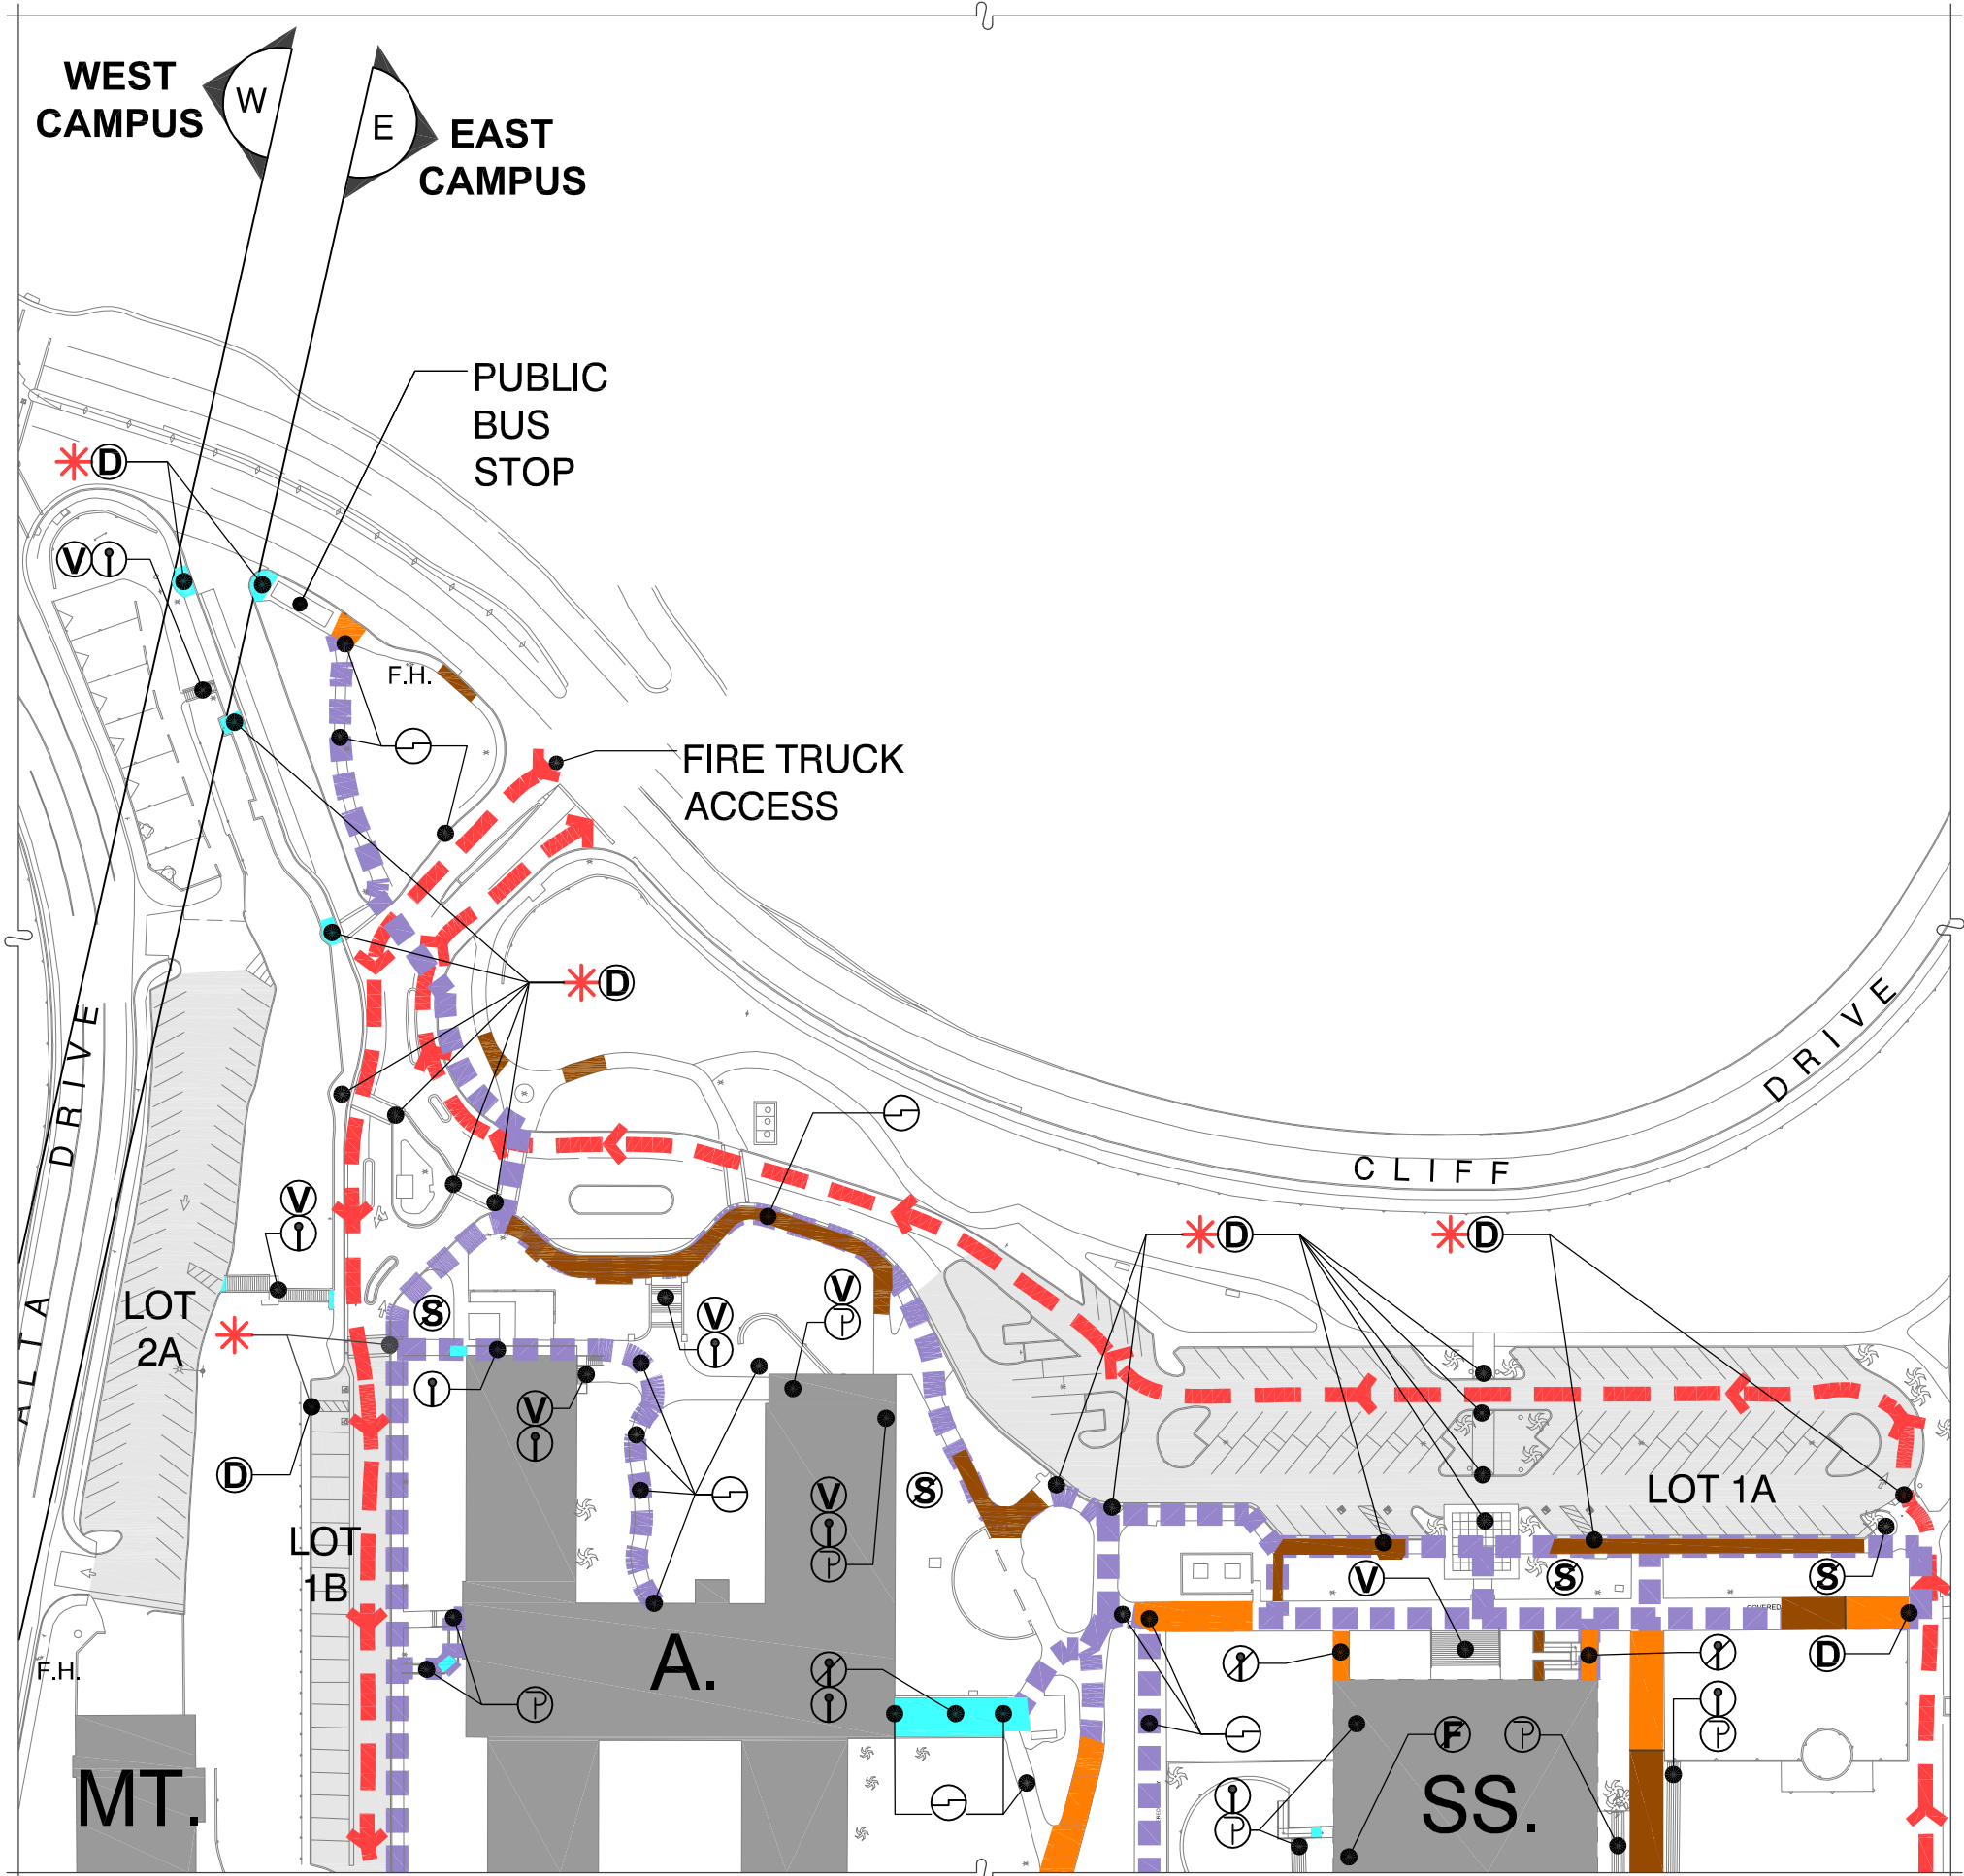 WEST
CAMPUS
W
E
EAST
CAMPUS
PUBLIC
BUS
STOP
D
V
F.H.
FIRE TRUCK
ACCESS
D
ALTA DRIVE
CLIFF DRIVE
V
D
D
LOT
2A
S
V
V
P
V
D
LOT
1B
V
P
S
LOT 1A
V
S
S
COVERED
F.H.
A.
P
D
P
F
P
P
MT.
SS.